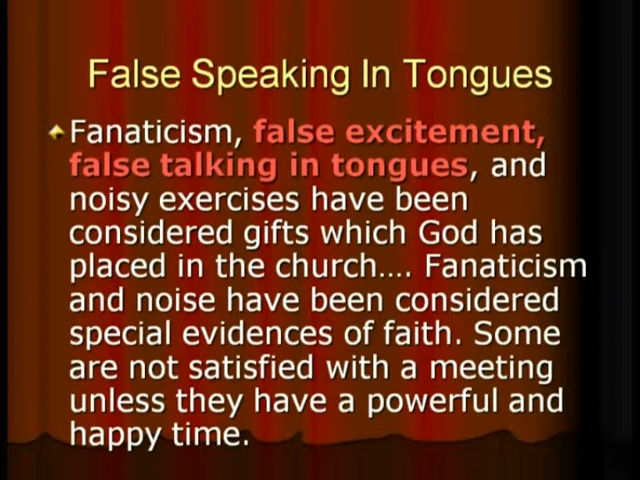 False Speaking In Tongues
Fanaticism, false excitement,
false talking in tongues, and
noisy exercises have been
considered gifts which God has
placed in the church…. Fanaticism
and noise have been considered
special evidences of faith. Some
are not satisfied with a meeting
unless they have a powerful and
happy time.